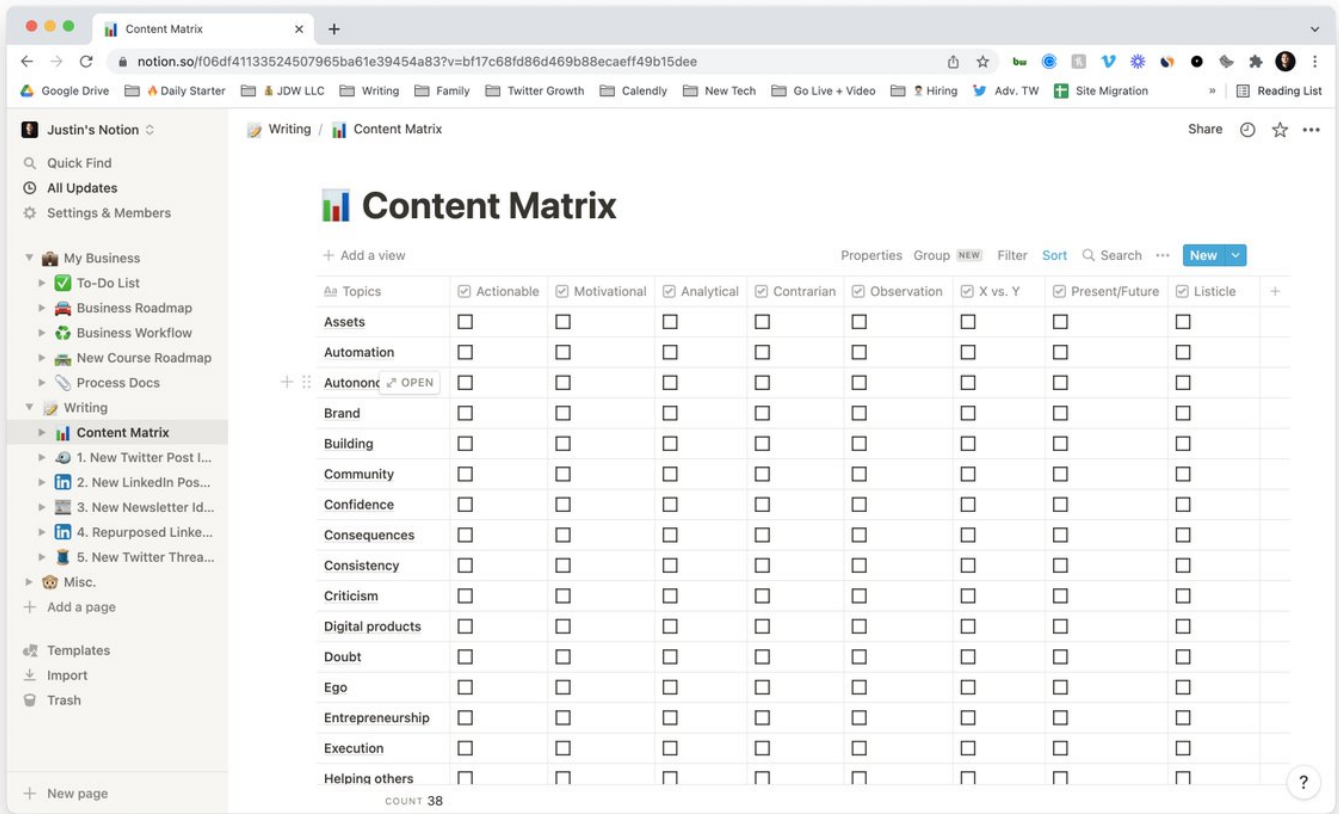 Content Matrix
notion.so/f06df41133524507965ba61e39454a83?v=bf17c68fd86d469b88ecaeff49b15dee
Google Drive Daily Starter JDW LLC Writing Family Twitter Growth Calendly New Tech Go Live + Video Hiring Adv. TW Site Migration » Reading List
Justin's Notion
Quick Find
All Updates
Settings & Members
My Business
To-Do List
Business Roadmap
Business Workflow
New Course Roadmap
Process Docs
Writing
Content Matrix
1. New Twitter Post I...
2. New LinkedIn Pos...
3. New Newsletter Id...
4. Repurposed Linke...
5. New Twitter Threa...
Misc.
Add a page
Templates
Import
Trash
New page
Writing / Content Matrix
Share
Content Matrix
Add a view
Properties Group NEW Filter Sort Search New
Aa Topics Actionable Motivational Analytical Contrarian Observation X vs. Y Present/Future Listicle
Assets
Automation
OPEN
Brand
Building
Community
Confidence
Consequences
Consistency
Criticism
Digital products
Doubt
Ego
Entrepreneurship
Execution
Helping others
COUNT 38
?